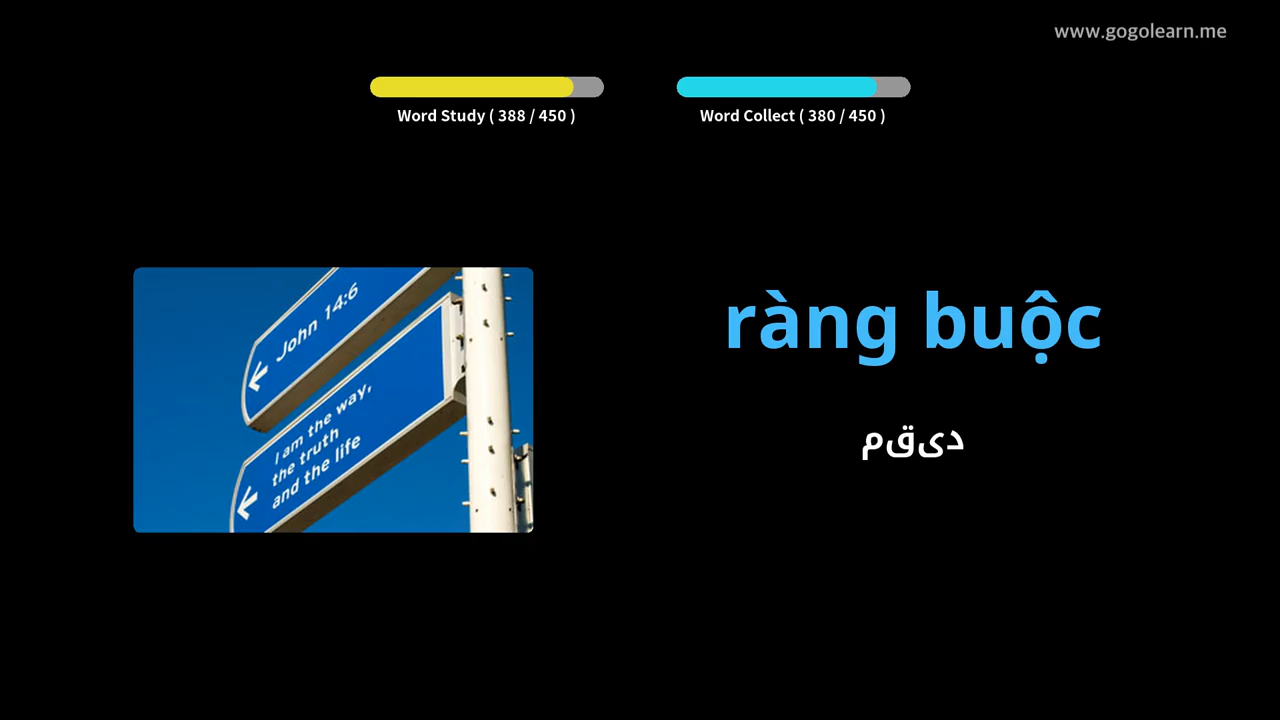 www.gogolearn.me
Word Study ( 388 / 450 )
Word Collect ( 380 / 450 )
John 14:6
I am the way,
the truth
and the life
ràng buộc
دیقم